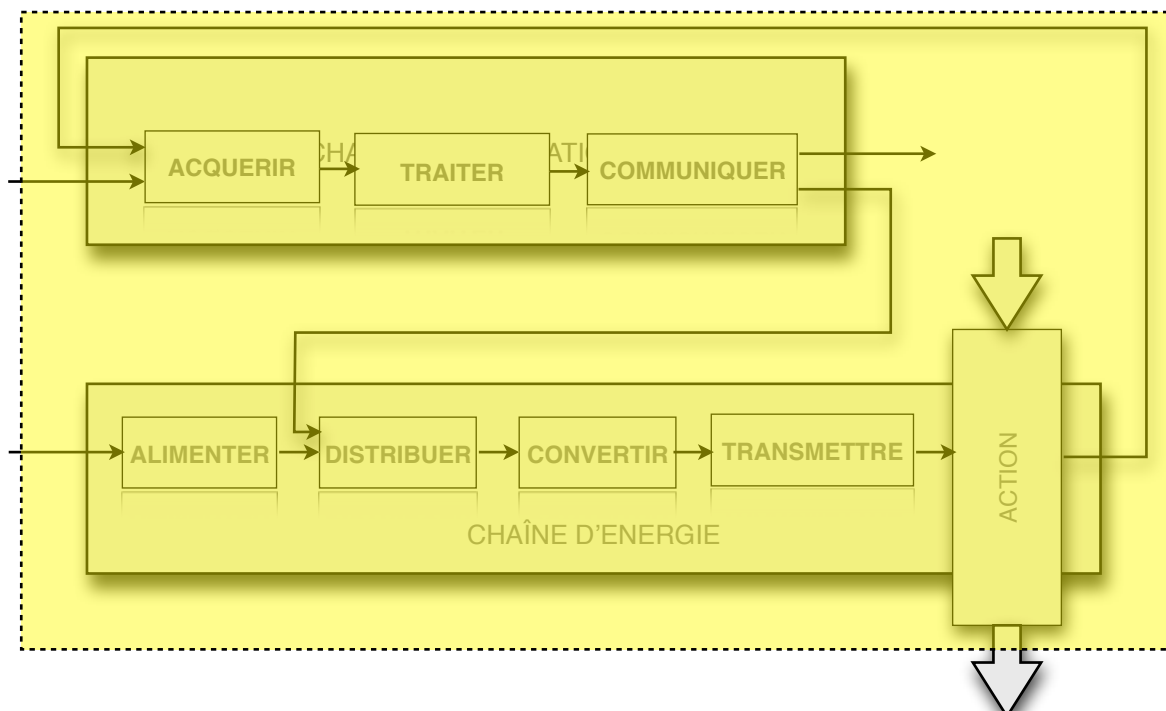 ACQUERIR
TRAITER
COMMUNIQUER
ALIMENTER
DISTRIBUER
CONVERTIR
TRANSMETTRE
ACTION
CHAÎNE D'ENERGIE